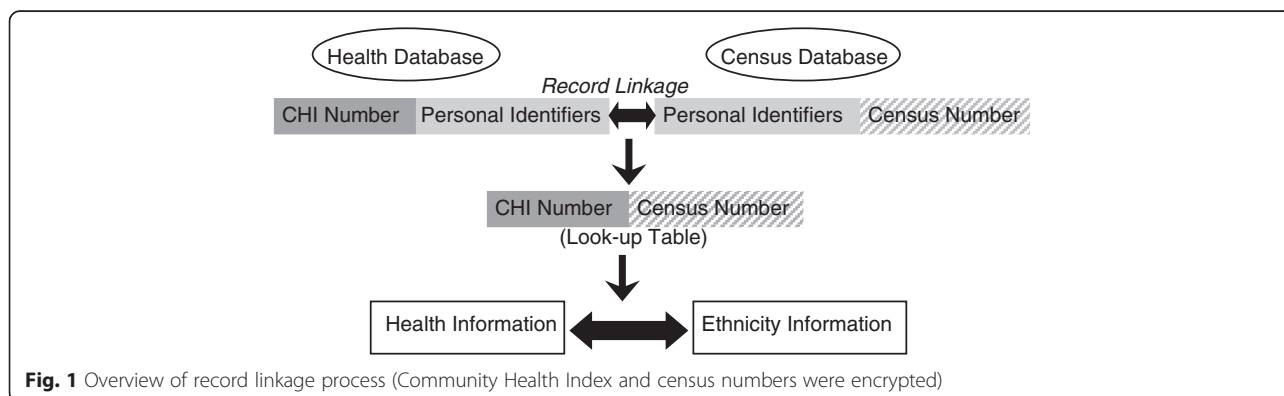 Health Database Census Database
Record Linkage
CHI Number Personal Identifiers Personal Identifiers Census Number
CHI Number Census Number
(Look-up Table)
Health Information Ethnicity Information
Fig. 1 Overview of record linkage process (Community Health Index and census numbers were encrypted)